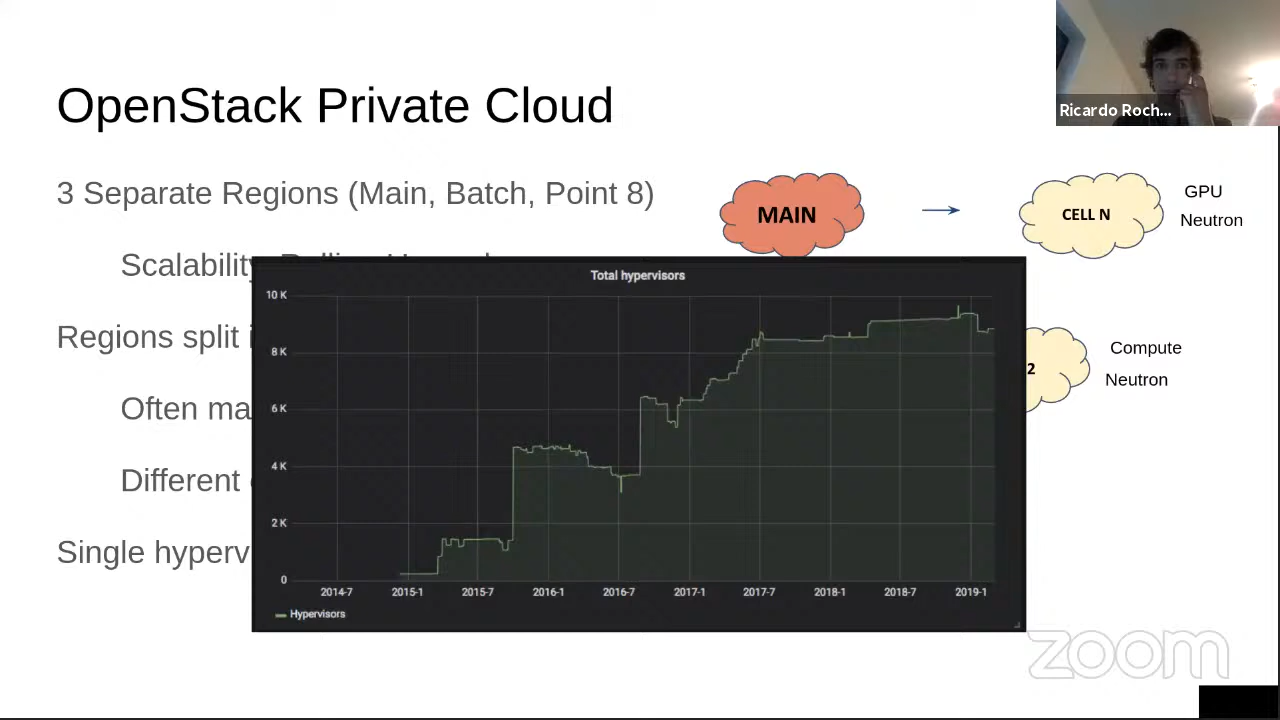 OpenStack Private Cloud
Ricardo Roch...
3 Separate Regions (Main, Batch, Point 8)
MAIN
CELL N
GPU
Neutron
Scalability
Regions split
Often ma
Different
Single hyperv
2
Compute
Neutron
Total hypervisors
10 K
8 K
6 K
4 K
2 K
0
2014-7 2015-1 2015-7 2016-1 2016-7 2017-1 2017-7 2018-1 2018-7 2019-1
Hypervisors
zoom